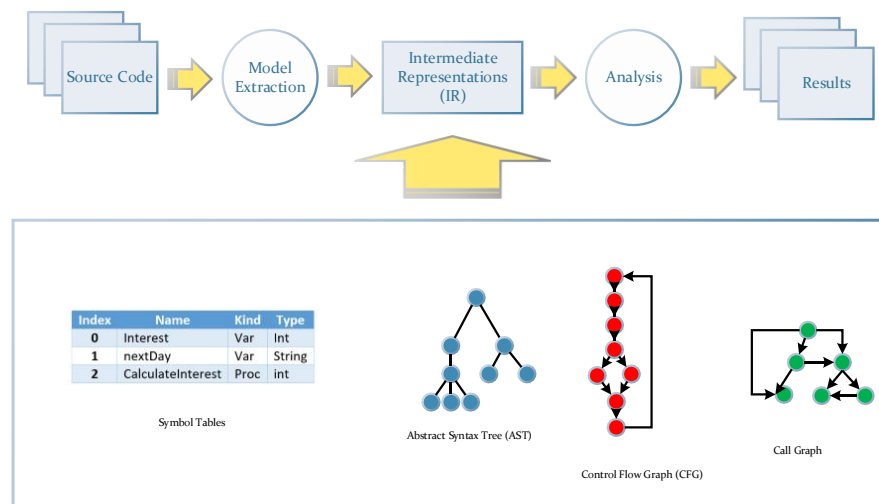 Source Code
Model
Extraction
Intermediate
Representations
(IR)
Analysis
Results
Index Name Kind Type
0 Interest Var Int
1 nextDay Var String
2 CalculateInterest Proc int
Symbol Tables
Abstract Syntax Tree (AST)
Control Flow Graph (CFG)
Call Graph